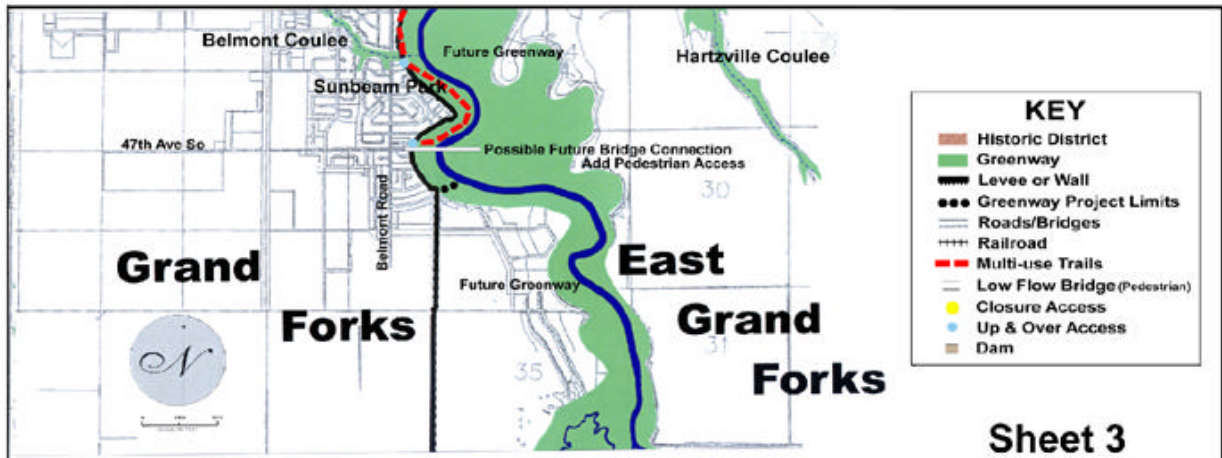 Belmont Coulee
Future Greenway
Hartzville Coulee
Sunbeam Park
47th Ave So
Possible Future Bridge Connection
Add Pedestrian Access
30
Belmont Road
Grand
Forks
East
Grand
Forks
Future Greenway
31
35
N
KEY
Historic District
Greenway
Levee or Wall
Greenway Project Limits
Roads/Bridges
Railroad
Multi-use Trails
Low Flow Bridge (Pedestrian)
Closure Access
Up & Over Access
Dam
Sheet 3